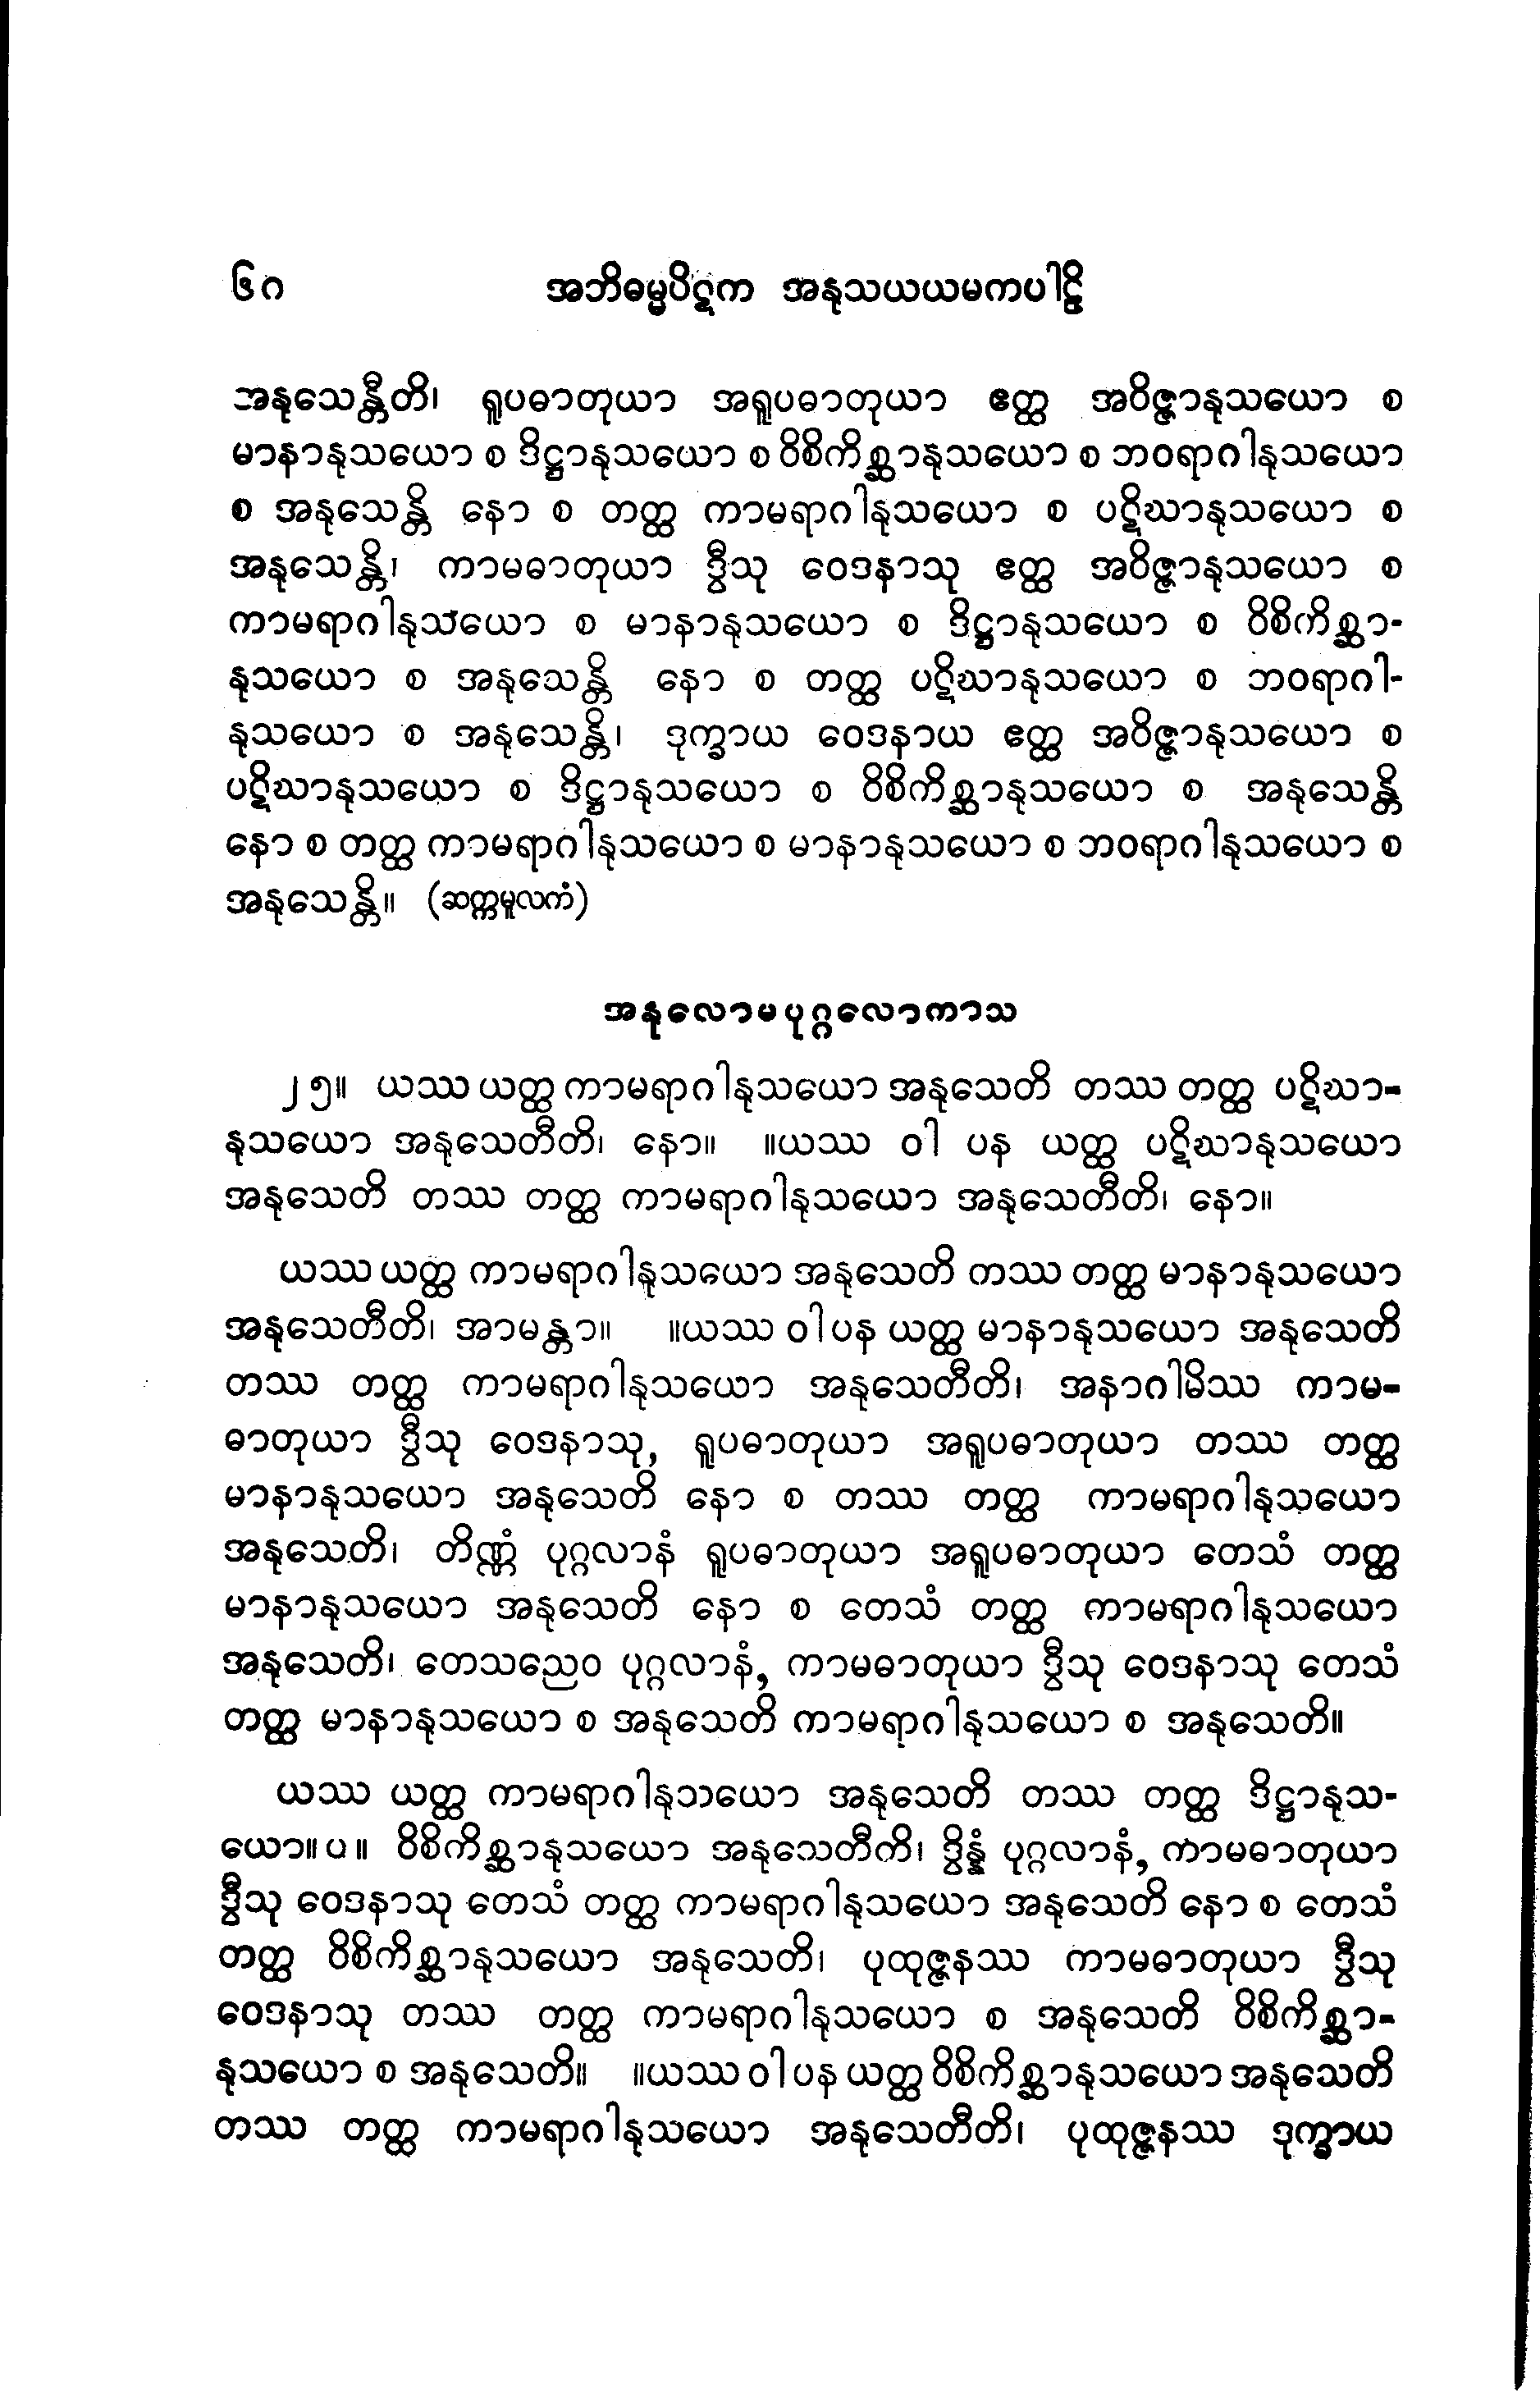 ၆ဂ အဘိဓမ္မပိဋက အနုသယယမကပါဠိ
အနုသေန္တီတိ၊ ရူပဓာတုယာ အရူပဓာတုယာ ဧတ္ထ အဝိဇ္ဇာနုသယော စ
မာနာနုသယော စ ဒိဋ္ဌာနုသယော စ ဝိစိကိစ္ဆာနုသယော စ ဘဝရာဂါနုသယော
စ အနုသေန္တိ နော စ တတ္ထ ကာမရာဂါနုသယော စ ပဋိဃာနုသယော စ
အနုသေန္တိ၊ ကာမဓာတုယာ ဒွီသု ဝေဒနာသု ဧတ္ထ အဝိဇ္ဇာနုသယော စ
ကာမရာဂါနုသယော စ မာနာနုသယော စ ဒိဋ္ဌာနုသယော စ ဝိစိကိစ္ဆာ-
နုသယော စ အနုသေန္တိ နော စ တတ္ထ ပဋိဃာနုသယော စ ဘဝရာဂါ-
နုသယော စ အနုသေန္တိ၊ ဒုက္ခာယ ဝေဒနာယ ဧတ္ထ အဝိဇ္ဇာနုသယော စ
ပဋိဃာနုသယော စ ဒိဋ္ဌာနုသယော စ ဝိစိကိစ္ဆာနုသယော စ အနုသေန္တိ
နော စ တတ္ထ ကာမရာဂါနုသယော စ မာနာနုသယော စ ဘဝရာဂါနုသယော စ
အနုသေန္တိ။ (ဆက္ကမူလကံ)
အနုလောမပုဂ္ဂလောကာသ
၂၅။ ယဿ ယတ္ထ ကာမရာဂါနုသယော အနုသေတိ တဿ တတ္ထ ပဋိဃာ-
နုသယော အနုသေတီတိ၊ နော။ ။ယဿ ဝါ ပန ယတ္ထ ပဋိဃာနုသယော
အနုသေတိ တဿ တတ္ထ ကာမရာဂါနုသယော အနုသေတီတိ၊ နော။
ယဿ ယတ္ထ ကာမရာဂါနုသယော အနုသေတိ ကဿ တတ္ထ မာနာနုသယော
အနုသေတီတိ၊ အာမန္တာ။ ။ယဿ ဝါ ပန ယတ္ထ မာနာနုသယော အနုသေတိ
တဿ တတ္ထ ကာမရာဂါနုသယော အနုသေတီတိ၊ အနာဂါမိဿ ကာမ-
ဓာတုယာ ဒွီသု ဝေဒနာသု, ရူပဓာတုယာ အရူပဓာတုယာ တဿ တတ္ထ
မာနာနုသယော အနုသေတိ နော စ တဿ တတ္ထ ကာမရာဂါနုသယော
အနုသေတိ၊ တိဏ္ဏံ ပုဂ္ဂလာနံ ရူပဓာတုယာ အရူပဓာတုယာ တေသံ တတ္ထ
မာနာနုသယော အနုသေတိ နော စ တေသံ တတ္ထ ကာမရာဂါနုသယော
အနုသေတိ၊ တေသညေဝ ပုဂ္ဂလာနံ, ကာမဓာတုယာ ဒွီသု ဝေဒနာသု တေသံ
တတ္ထ မာနာနုသယော စ အနုသေတိ ကာမရာဂါနုသယော စ အနုသေတိ။
ယဿ ယတ္ထ ကာမရာဂါနုသယော အနုသေတိ တဿ တတ္ထ ဒိဋ္ဌာနုသ-
ယော။ပ။ ဝိစိကိစ္ဆာနုသယော အနုသေတီကိ၊ ဒွိန္နံ ပုဂ္ဂလာနံ, ကာမဓာတုယာ
ဒွီသု ဝေဒနာသု တေသံ တတ္ထ ကာမရာဂါနုသယော အနုသေတိ နော စ တေသံ
တတ္ထ ဝိစိကိစ္ဆာနုသယော အနုသေတိ၊ ပုထုဇ္ဇနဿ ကာမဓာတုယာ ဒွီသု
ဝေဒနာသု တဿ တတ္ထ ကာမရာဂါနုသယော စ အနုသေတိ ဝိစိကိစ္ဆာ-
နုသယော စ အနုသေတိ။ ။ယဿ ဝါ ပန ယတ္ထ ဝိစိကိစ္ဆာနုသယော အနုသေတိ
တဿ တတ္ထ ကာမရာဂါနုသယော အနုသေတီတိ၊ ပုထုဇ္ဇနဿ ဒုက္ခာယ